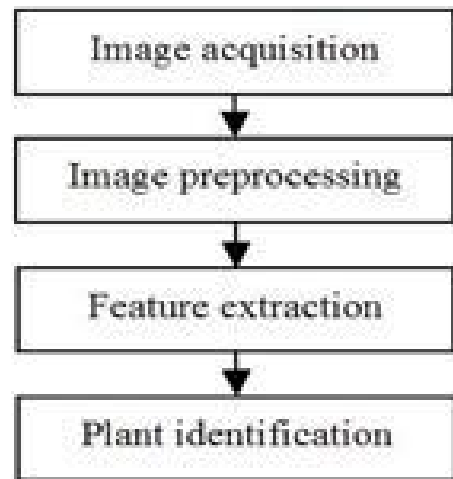 Image acquisition
Image preprocessing
Feature extraction
Plant identification